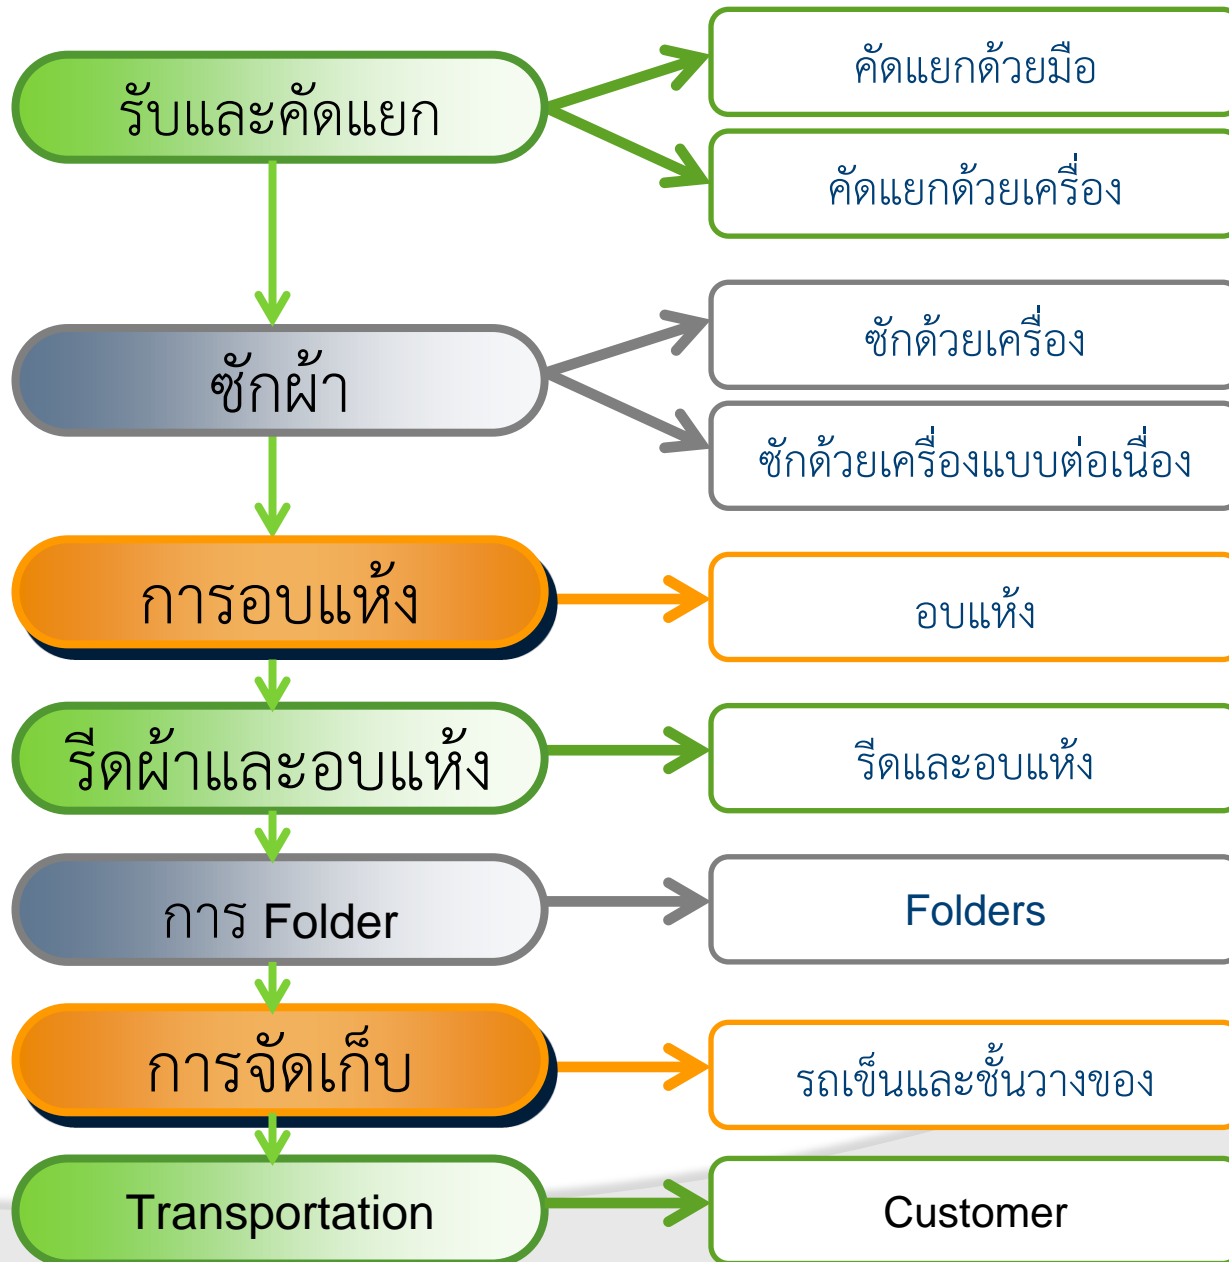 รับและคัดแยก
คัดแยกด้วยมือ
คัดแยกด้วยเครื่อง
ซักผ้า
ซักด้วยเครื่อง
ซักด้วยเครื่องแบบต่อเนื่อง
การอบแห้ง
อบแห้ง
รีดผ้าและอบแห้ง
รีดและอบแห้ง
การ Folder
Folders
การจัดเก็บ
รถเข็นและชั้นวางของ
Transportation
Customer